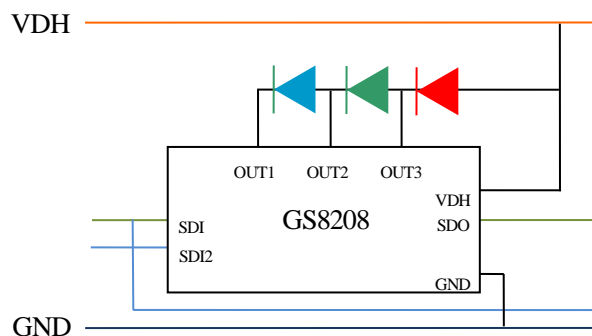 VDH
OUT1 OUT2 OUT3
VDH
GS8208
SDI SDO
SDI2
GND
GND